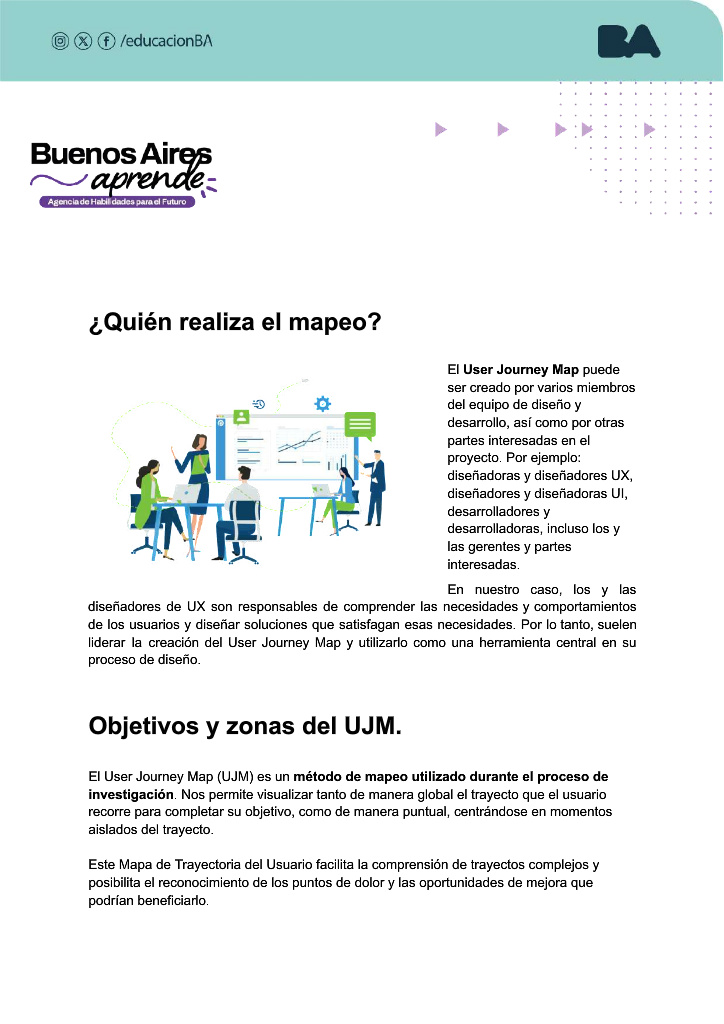 /educacionBA
BA
Buenos Aires
aprende
Agencia de Habilidades para el Futuro
¿Quién realiza el mapeo?
El User Journey Map puede
ser creado por varios miembros
del equipo de diseño y
desarrollo, así como por otras
partes interesadas en el
proyecto. Por ejemplo:
diseñadoras y diseñadores UX,
diseñadores y diseñadoras UI,
desarrolladores y
desarrolladoras, incluso los y
las gerentes y partes
interesadas.
En nuestro caso, los y las
diseñadores de UX son responsables de comprender las necesidades y comportamientos
de los usuarios y diseñar soluciones que satisfagan esas necesidades. Por lo tanto, suelen
liderar la creación del User Journey Map y utilizarlo como una herramienta central en su
proceso de diseño.
Objetivos y zonas del UJM.
El User Journey Map (UJM) es un método de mapeo utilizado durante el proceso de
investigación. Nos permite visualizar tanto de manera global el trayecto que el usuario
recorre para completar su objetivo, como de manera puntual, centrándose en momentos
aislados del trayecto.
Este Mapa de Trayectoria del Usuario facilita la comprensión de trayectos complejos y
posibilita el reconocimiento de los puntos de dolor y las oportunidades de mejora que
podrían beneficiarlo.